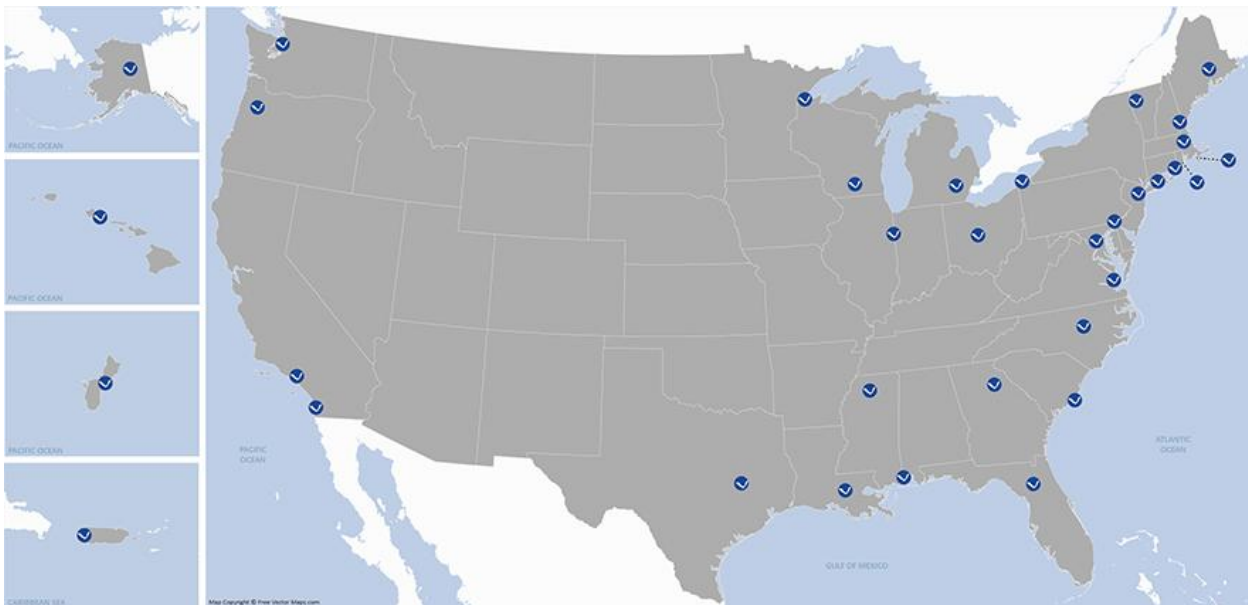 PACIFIC OCEAN
PACIFIC OCEAN
PACIFIC OCEAN
CARIBBEAN SEA
PACIFIC
OCEAN
ATLANTIC
OCEAN
GULF OF MEXICO
Map Copyright © Free Vector Maps.com